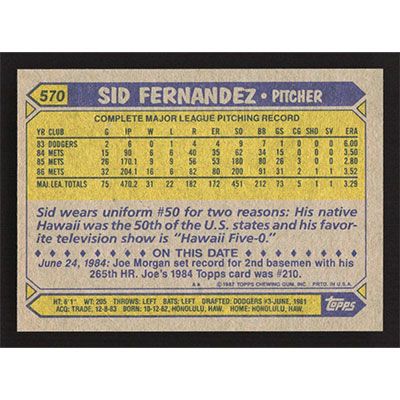 570 SID FERNANDEZ • PITCHER
COMPLETE MAJOR LEAGUE PITCHING RECORD
YR CLUB G IP W L R ER SO BB GS CG SHO SV ERA
83 DODGERS 2 6 0 1 4 4 9 7 1 0 0 0 6.00
84 METS 15 90 6 6 40 35 62 34 15 0 0 0 3.50
85 METS 26 170.1 9 9 56 53 180 80 26 3 0 0 2.80
86 METS 32 204.1 16 6 82 80 200 91 31 2 1 1 3.52
MAJ.LEA.TOTALS 75 470.2 31 22 182 172 451 212 73 5 1 1 3.29
Sid wears uniform #50 for two reasons: His native
Hawaii was the 50th of the U.S. states and his favor-
ite television show is "Hawaii Five-O."
ON THIS DATE
June 24, 1984: Joe Morgan set record for 2nd basemen with his
265th HR. Joe's 1984 Topps card was #210.
★★ ©1987 TOPPS CHEWING GUM, INC. PRTD. IN U.S.A.
HT: 6'1" WT: 205 THROWS: LEFT BATS: LEFT DRAFTED: DODGERS #3-JUNE, 1981
ACQ: TRADE, 12-8-83 BORN: 10-12-62, HONOLULU, HAW. HOME: HONOLULU, HAW.
Topps